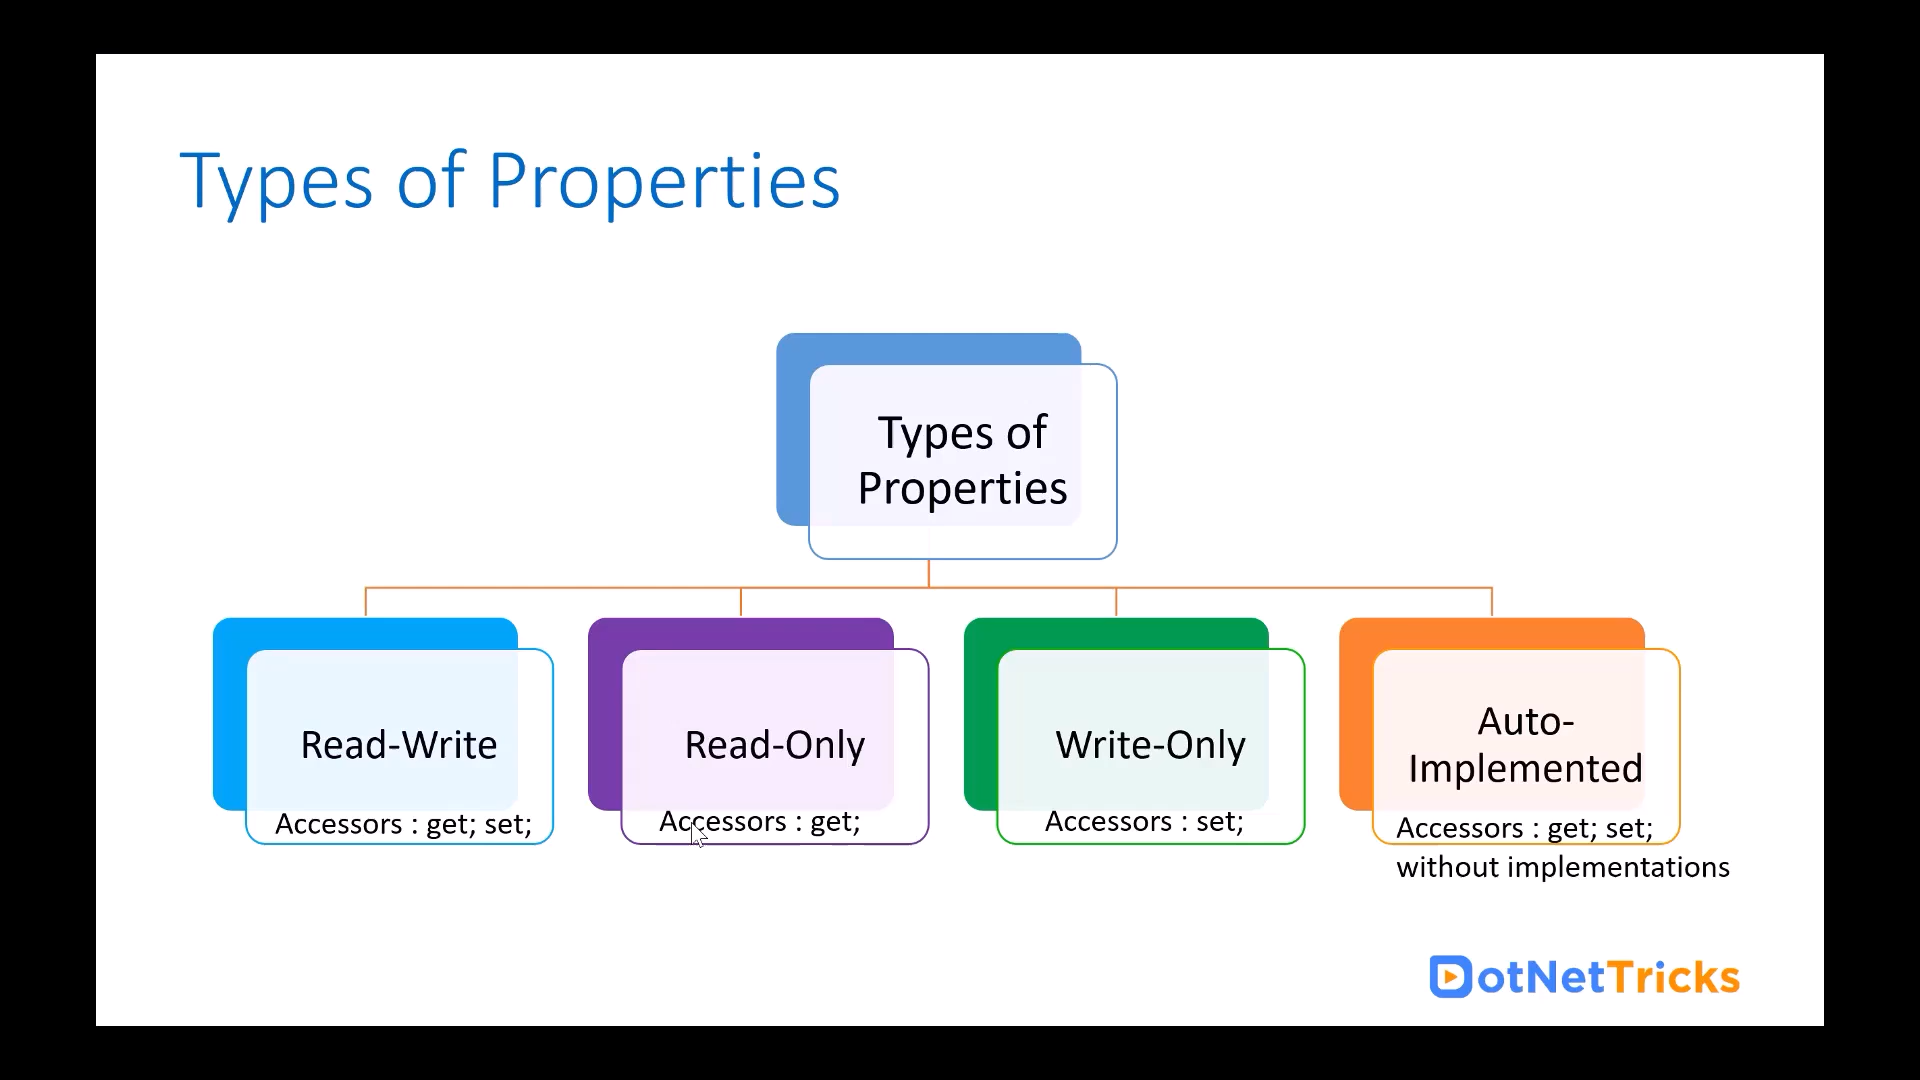 Types of Properties
Types of
Properties
Read-Write
Accessors : get; set;
Read-Only
Accessors : get;
Write-Only
Accessors : set;
Auto-
Implemented
Accessors : get; set;
without implementations
DotNetTricks